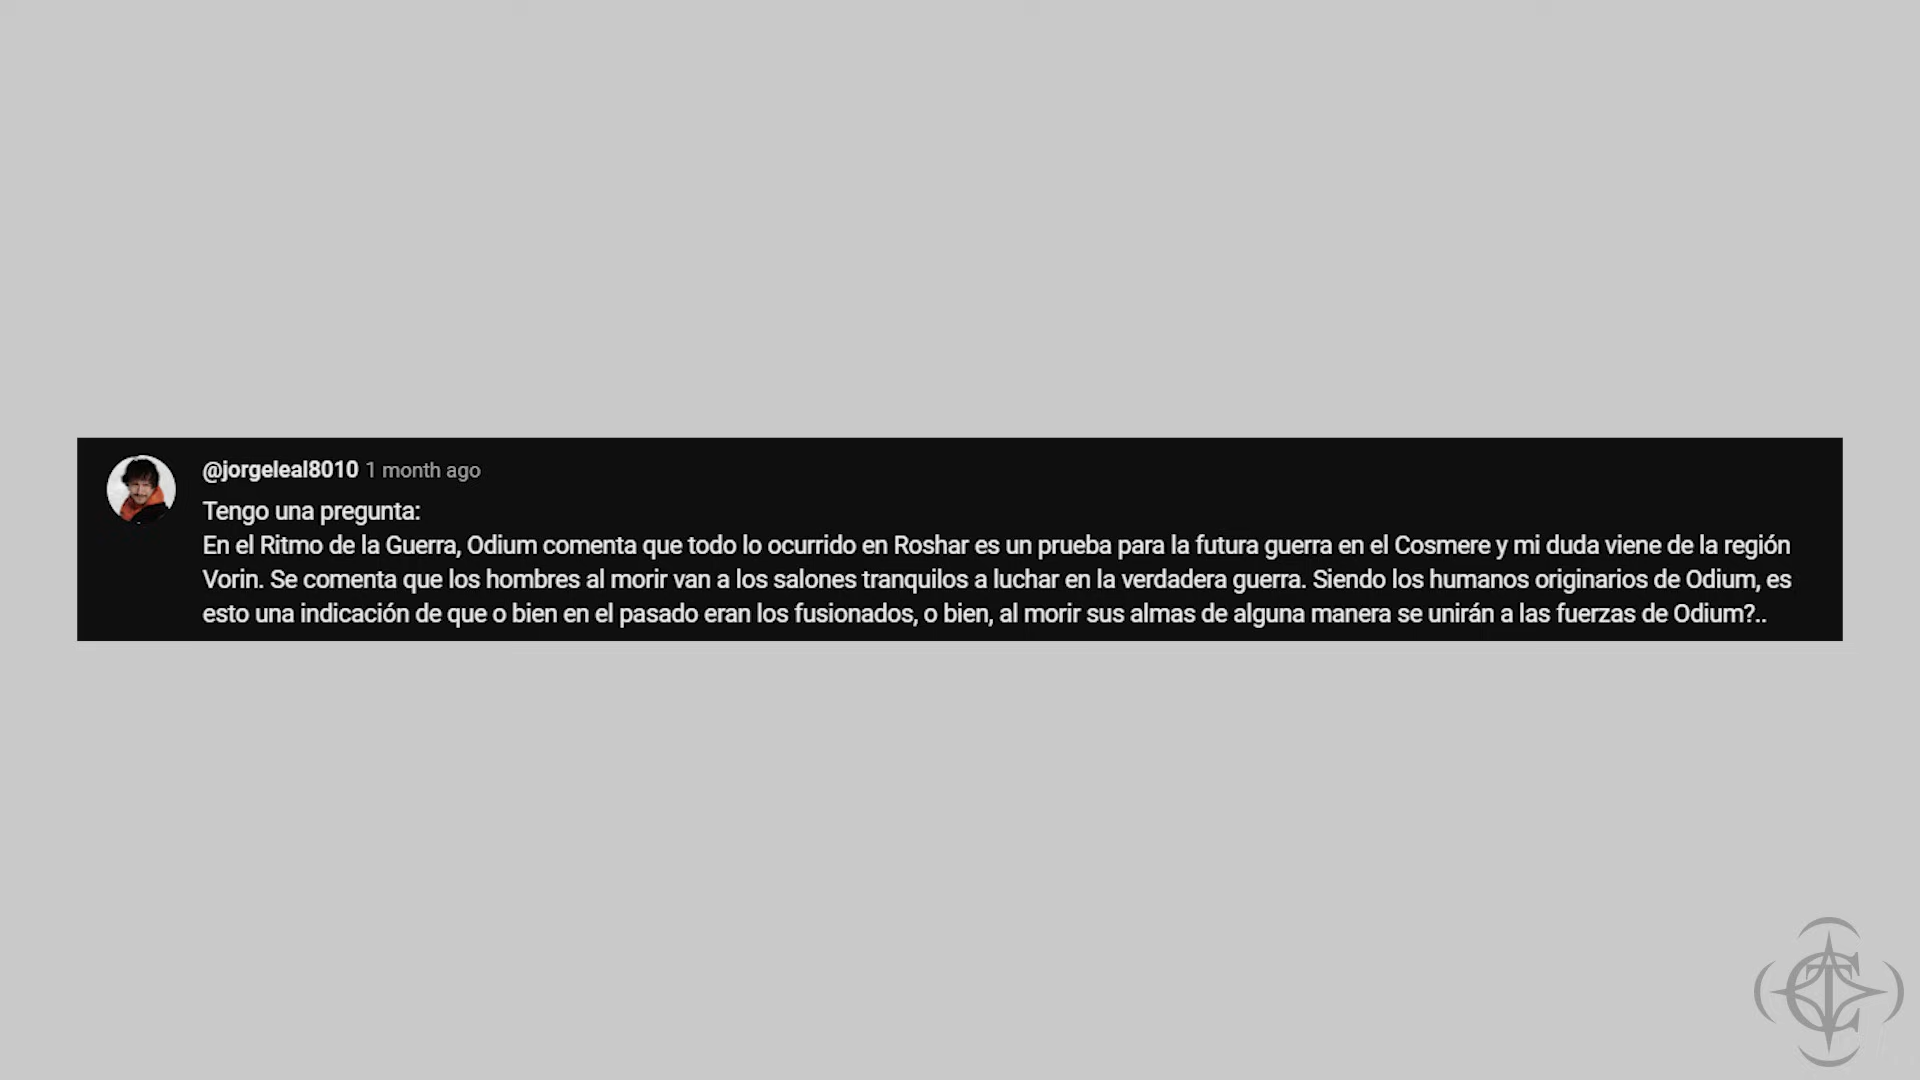 @jorgeleal8010 1 month ago
Tengo una pregunta:
En el Ritmo de la Guerra, Odium comenta que todo lo ocurrido en Roshar es un prueba para la futura guerra en el Cosmere y mi duda viene de la región
Vorin. Se comenta que los hombres al morir van a los salones tranquilos a luchar en la verdadera guerra. Siendo los humanos originarios de Odium, es
esto una indicación de que o bien en el pasado eran los fusionados, o bien, al morir sus almas de alguna manera se unirán a las fuerzas de Odium?..